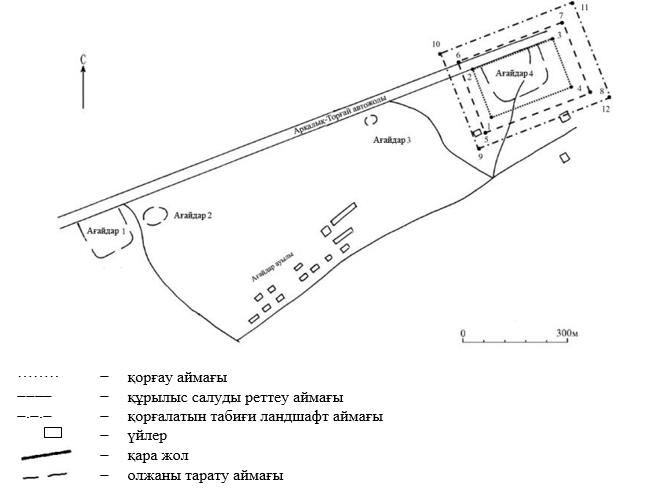 11
7
10
6
3
С
2
Ағайдар 4
4
8
12
Арқалық-Торғай автожолы
1
5
9
Ағайдар 3
Ағайдар 2
Ағайдар 1
Ағайдар ауылы
0 300м
– қорғау аймағы
– құрылыс салуды реттеу аймағы
– қорғалатын табиғи ландшафт аймағы
– үйлер
– қара жол
– олжаны тарату аймағы